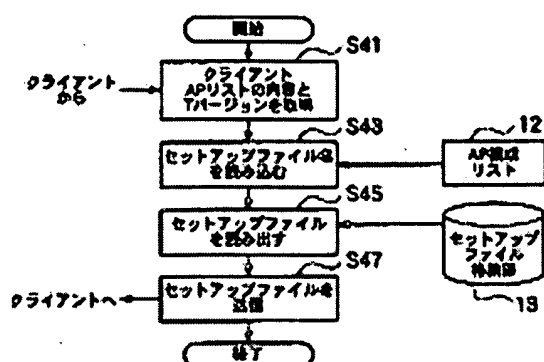 開始
S41
クライアントから
クライアント
APリストの内容と
Tバージョンを取得
S43
セットアップファイル名
を読み込む
12
AP構成
リスト
S45
セットアップファイル
を読み出す
セットアップ
ファイル
格納部
13
S47
セットアップファイルを
送信
クライアントへ
終了